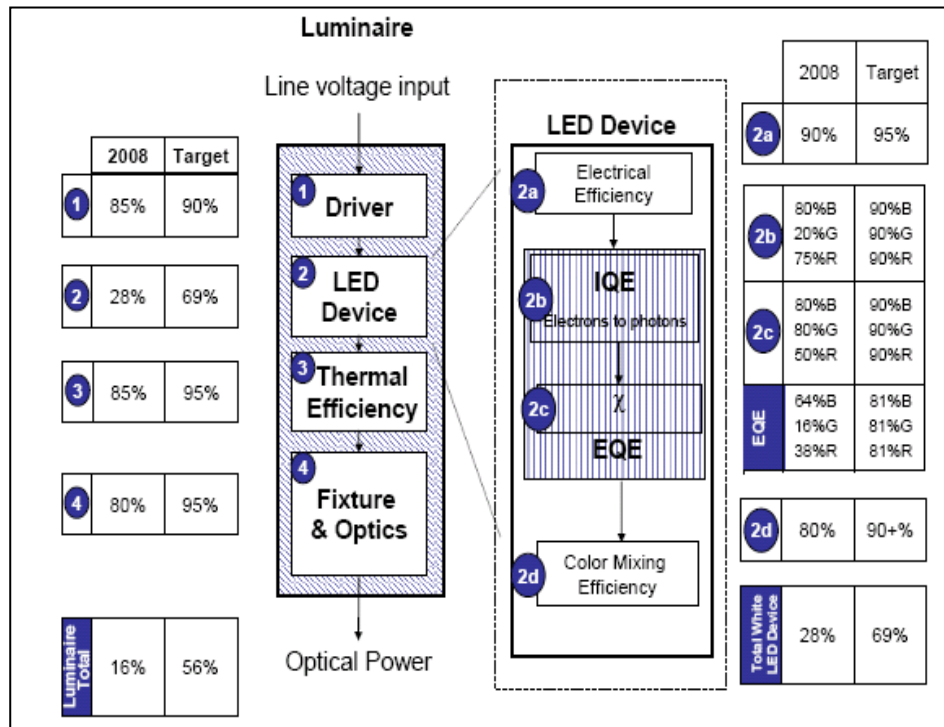 Luminaire
Line voltage input
2008 Target
1 85% 90%
2 28% 69%
3 85% 95%
4 80% 95%
Luminaire Total 16% 56%
1 Driver
2 LED
Device
3 Thermal
Efficiency
4 Fixture
& Optics
Optical Power
LED Device
2a Electrical
Efficiency
2b IQE
Electrons to photons
2c χ
EQE
2d Color Mixing
Efficiency
2008 Target
2a 90% 95%
2b
80%B 90%B
20%G 90%G
75%R 90%R
2c
80%B 90%B
80%G 90%G
50%R 90%R
EQE
64%B 81%B
16%G 81%G
38%R 81%R
2d 80% 90+%
Total White
LED Device
28% 69%